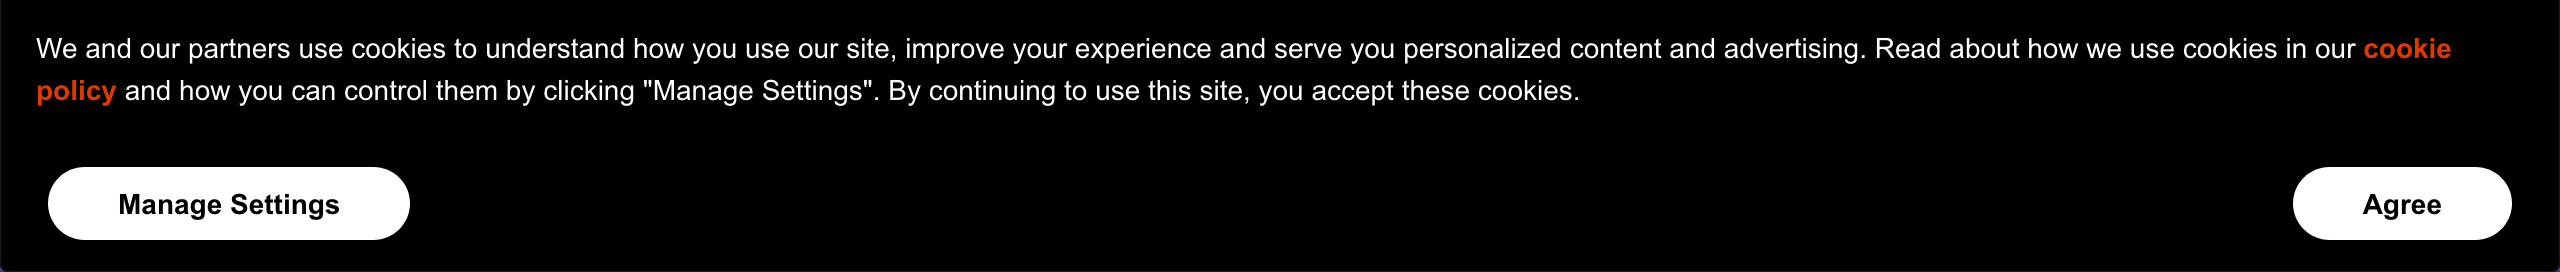 We and our partners use cookies to understand how you use our site, improve your experience and serve you personalized content and advertising. Read about how we use cookies in our cookie
policy and how you can control them by clicking "Manage Settings". By continuing to use this site, you accept these cookies.
Manage Settings
Agree